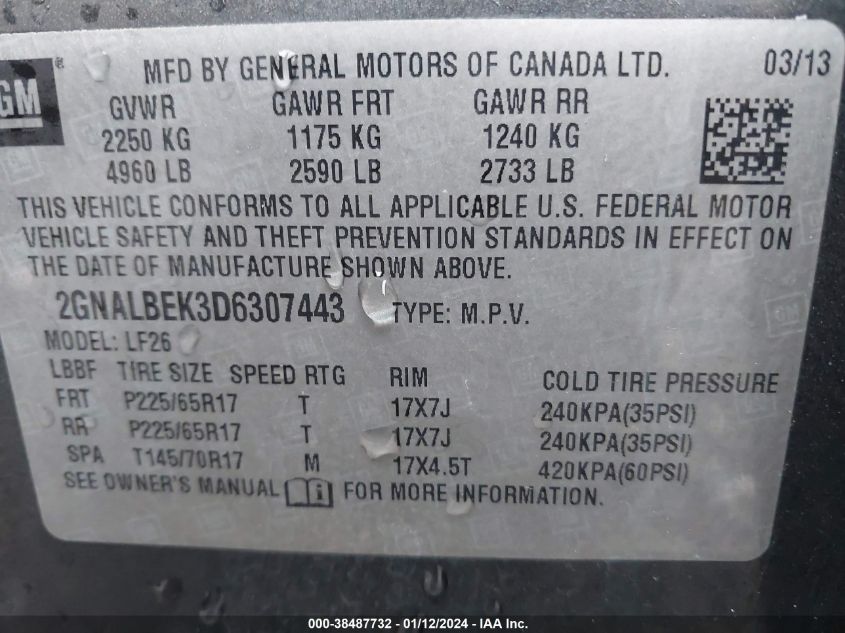 GM ®
MFD BY GENERAL MOTORS OF CANADA LTD. 03/13
GVWR GAWR FRT GAWR RR
2250 KG 1175 KG 1240 KG
4960 LB 2590 LB 2733 LB
THIS VEHICLE CONFORMS TO ALL APPLICABLE U.S. FEDERAL MOTOR
VEHICLE SAFETY AND THEFT PREVENTION STANDARDS IN EFFECT ON
THE DATE OF MANUFACTURE SHOWN ABOVE.
2GNALBEK3D6307443 TYPE: M.P.V.
MODEL: LF26
LBBF TIRE SIZE SPEED RTG RIM COLD TIRE PRESSURE
FRT P225/65R17 T 17X7J 240KPA(35PSI)
RR P225/65R17 T 17X7J 240KPA(35PSI)
SPA T145/70R17 M 17X4.5T 420KPA(60PSI)
SEE OWNER'S MANUAL i FOR MORE INFORMATION.
000-38487732 - 01/12/2024 - IAA Inc.